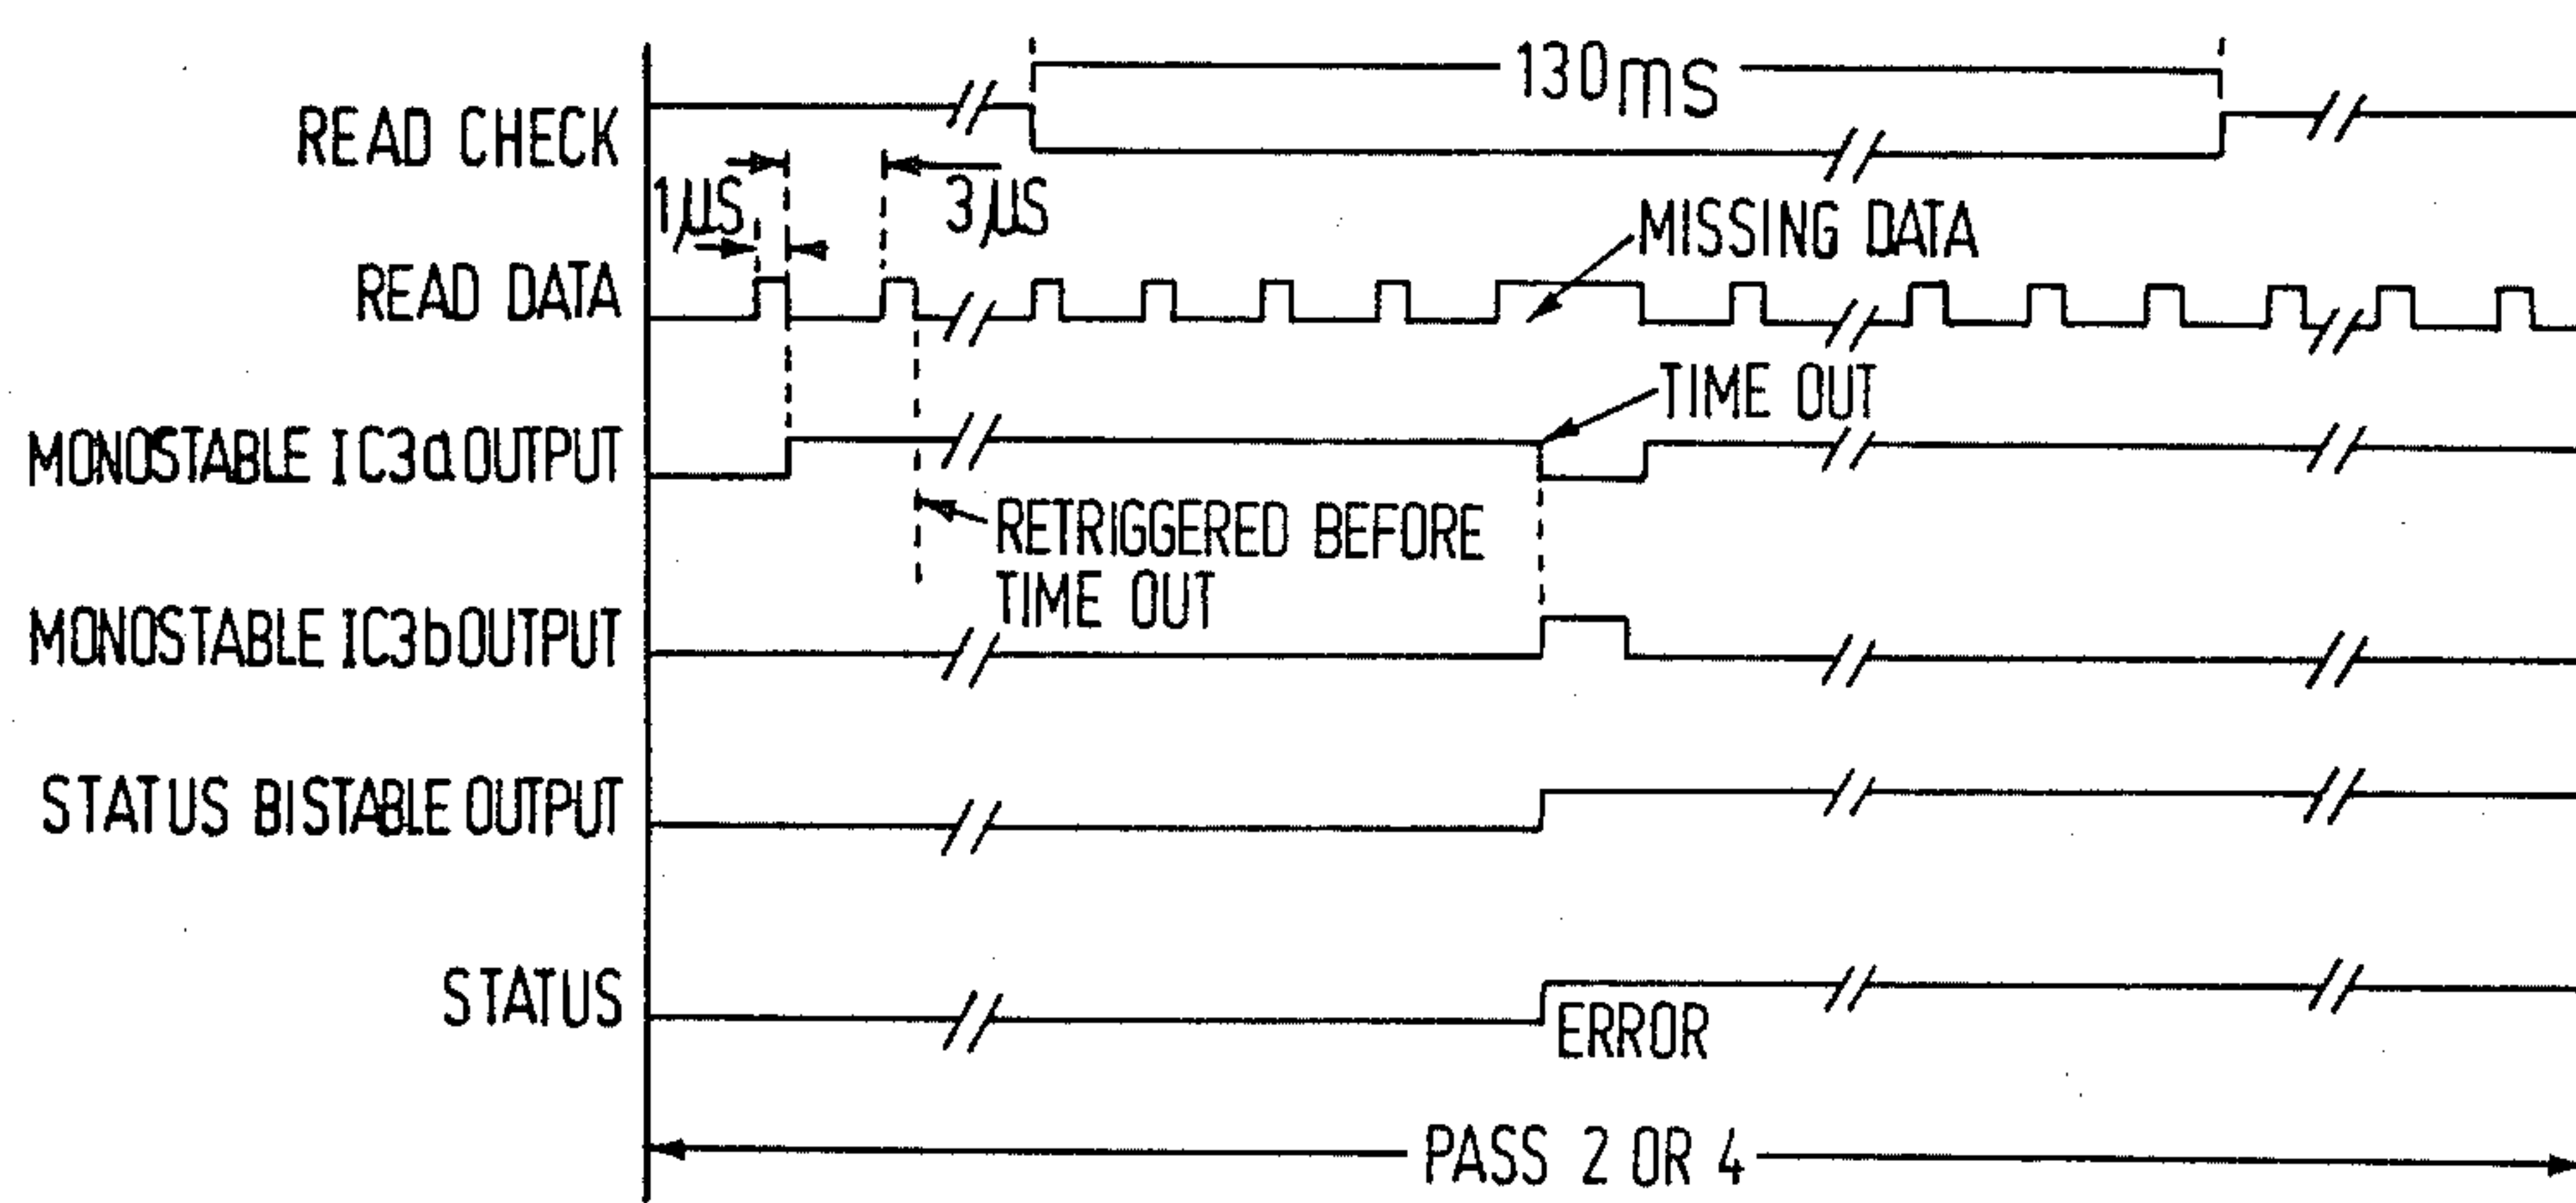 130ms
READ CHECK
1µS
3µS
MISSING DATA
READ DATA
TIME OUT
MONOSTABLE IC3a OUTPUT
RETRIGGERED BEFORE
TIME OUT
MONOSTABLE IC3b OUTPUT
STATUS BISTABLE OUTPUT
STATUS
ERROR
PASS 2 OR 4